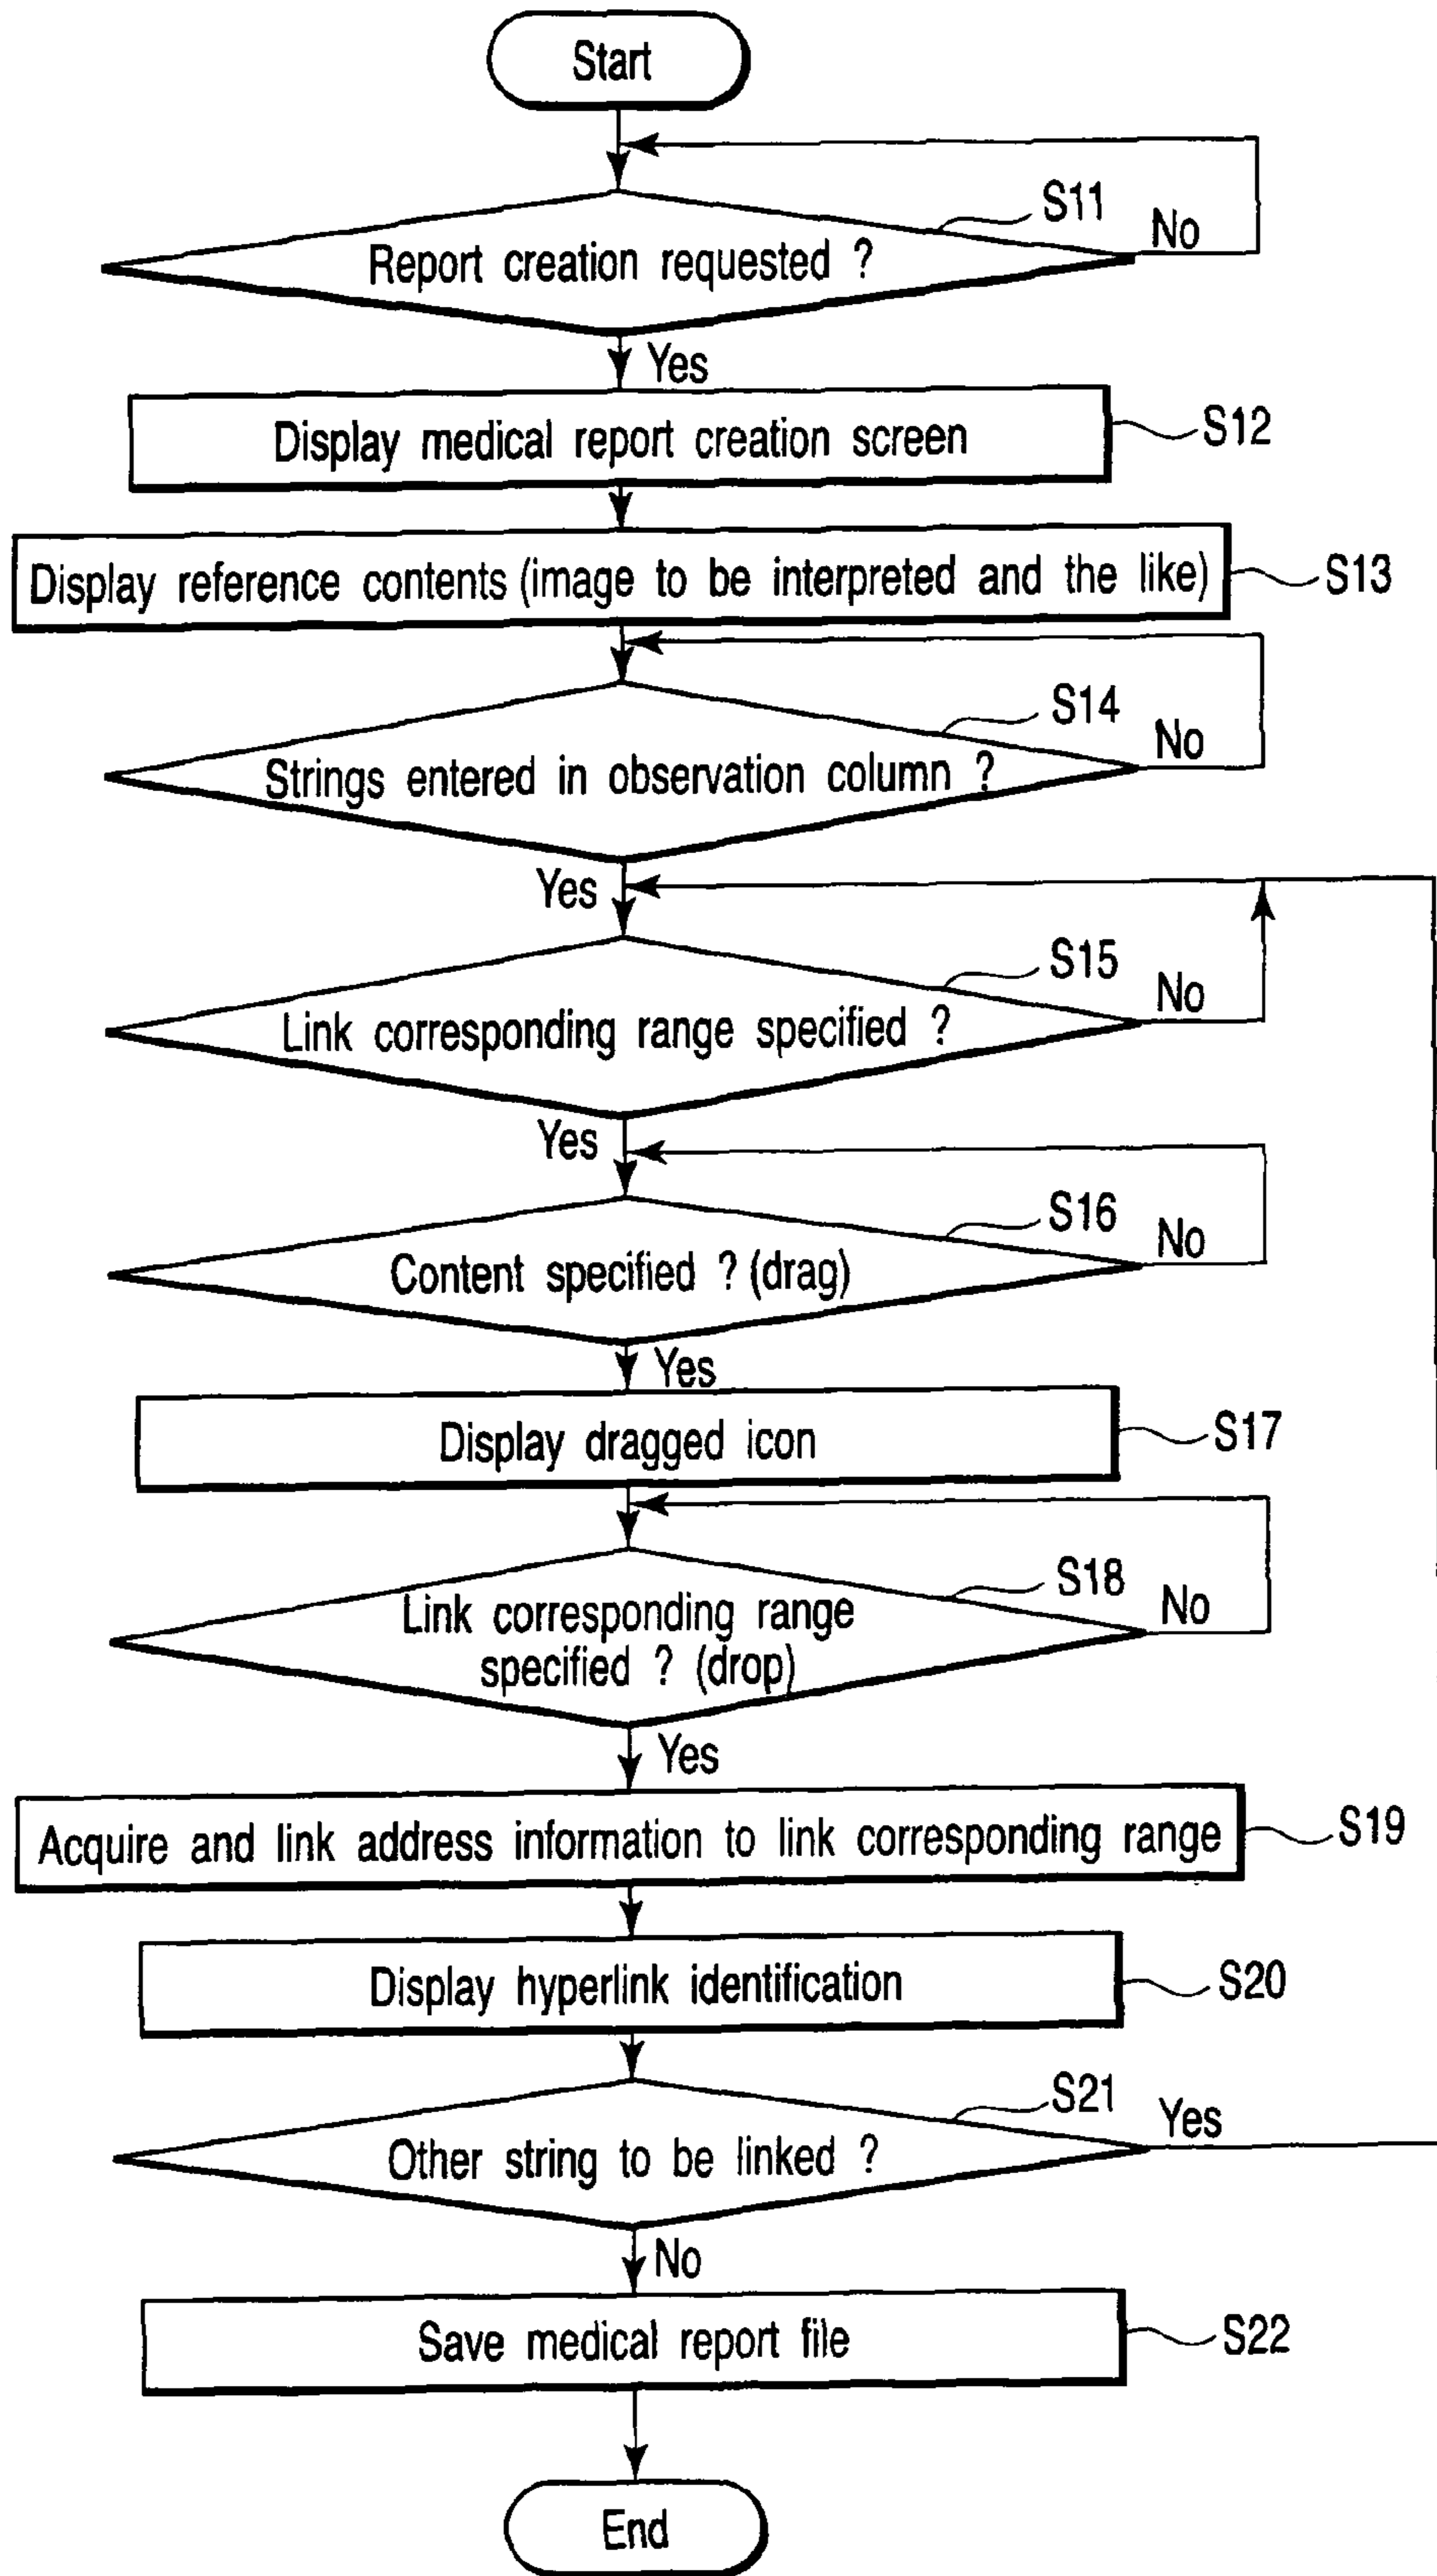 Start
S11
No
Report creation requested ?
Yes
Display medical report creation screen
S12
Display reference contents (image to be interpreted and the like)
S13
S14
No
Strings entered in observation column ?
Yes
S15
No
Link corresponding range specified ?
Yes
S16
No
Content specified ? (drag)
Yes
Display dragged icon
S17
S18
No
Link corresponding range
specified ? (drop)
Yes
Acquire and link address information to link corresponding range
S19
Display hyperlink identification
S20
S21
Yes
Other string to be linked ?
No
Save medical report file
S22
End